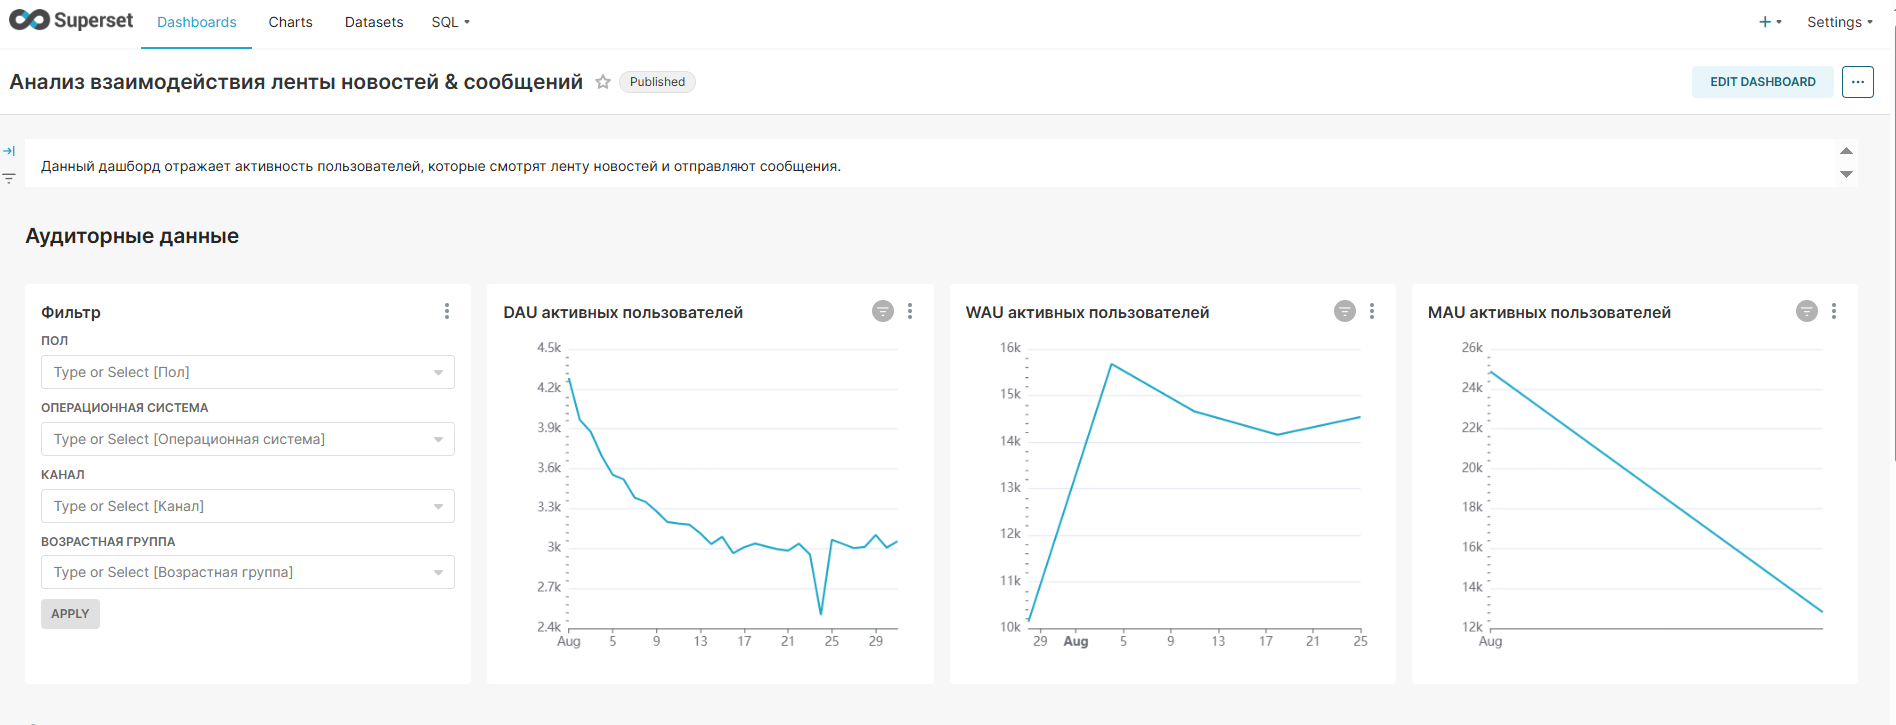 Superset
Dashboards
Charts
Datasets
SQL
+
Settings
Анализ взаимодействия ленты новостей & сообщений
Published
EDIT DASHBOARD
...
Данный дашборд отражает активность пользователей, которые смотрят ленту новостей и отправляют сообщения.
Аудиторные данные
Фильтр
ПОЛ
Type or Select [Пол]
ОПЕРАЦИОННАЯ СИСТЕМА
Type or Select [Операционная система]
КАНАЛ
Type or Select [Канал]
ВОЗРАСТНАЯ ГРУППА
Type or Select [Возрастная группа]
APPLY
DAU активных пользователей
4.5k
4.2k
3.9k
3.6k
3.3k
3k
2.7k
2.4k
Aug 5 9 13 17 21 25 29
WAU активных пользователей
16k
15k
14k
13k
12k
11k
10k
29 Aug 5 9 13 17 21 25
MAU активных пользователей
26k
24k
22k
20k
18k
16k
14k
12k
Aug